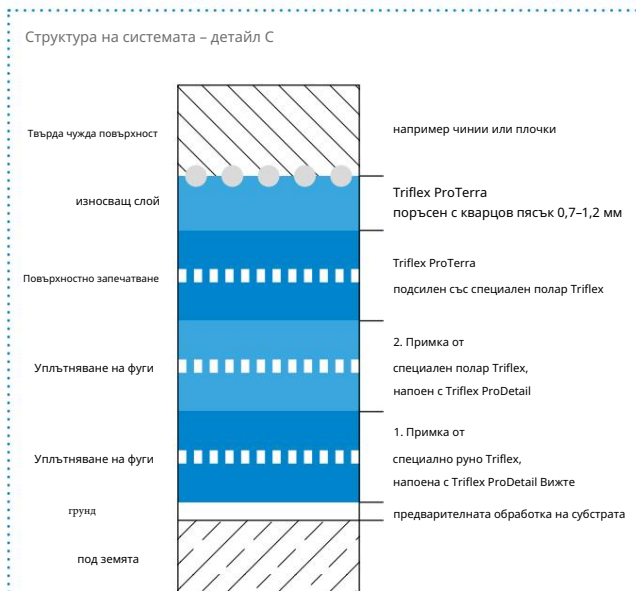 Структура на системата – детайл C
Твърда чужда повърхност
например чинии или плочки
износващ слой
Triflex ProTerra
поръсен с кварцов пясък 0,7–1,2 мм
Повърхностно запечатване
Triflex ProTerra
подсилен със специален полар Triflex
Уплътняване на фуги
2. Примка от
специален полар Triflex,
напоен с Triflex ProDetail
Уплътняване на фуги
1. Примка от
специално руно Triflex,
напоена с Triflex ProDetail Вижте
грунд
предварителната обработка на субстрата
под земята